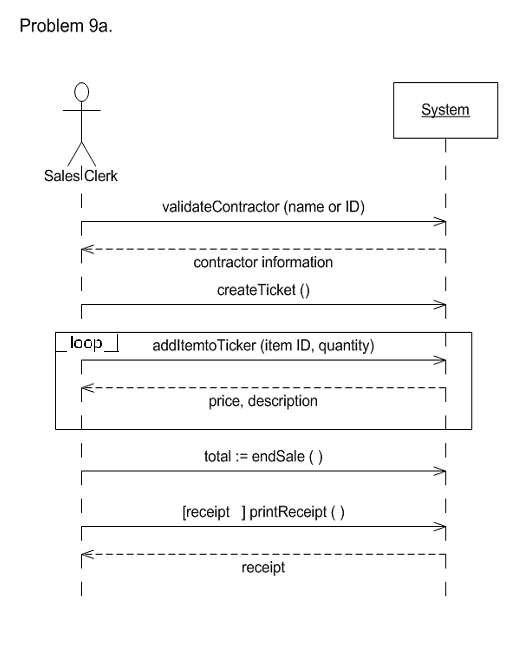 Problem 9a.
System
Sales Clerk
validateContractor (name or ID)
contractor information
createTicket ()
loop
addItemtoTicker (item ID, quantity)
price, description
total := endSale ( )
[receipt ] printReceipt ( )
receipt